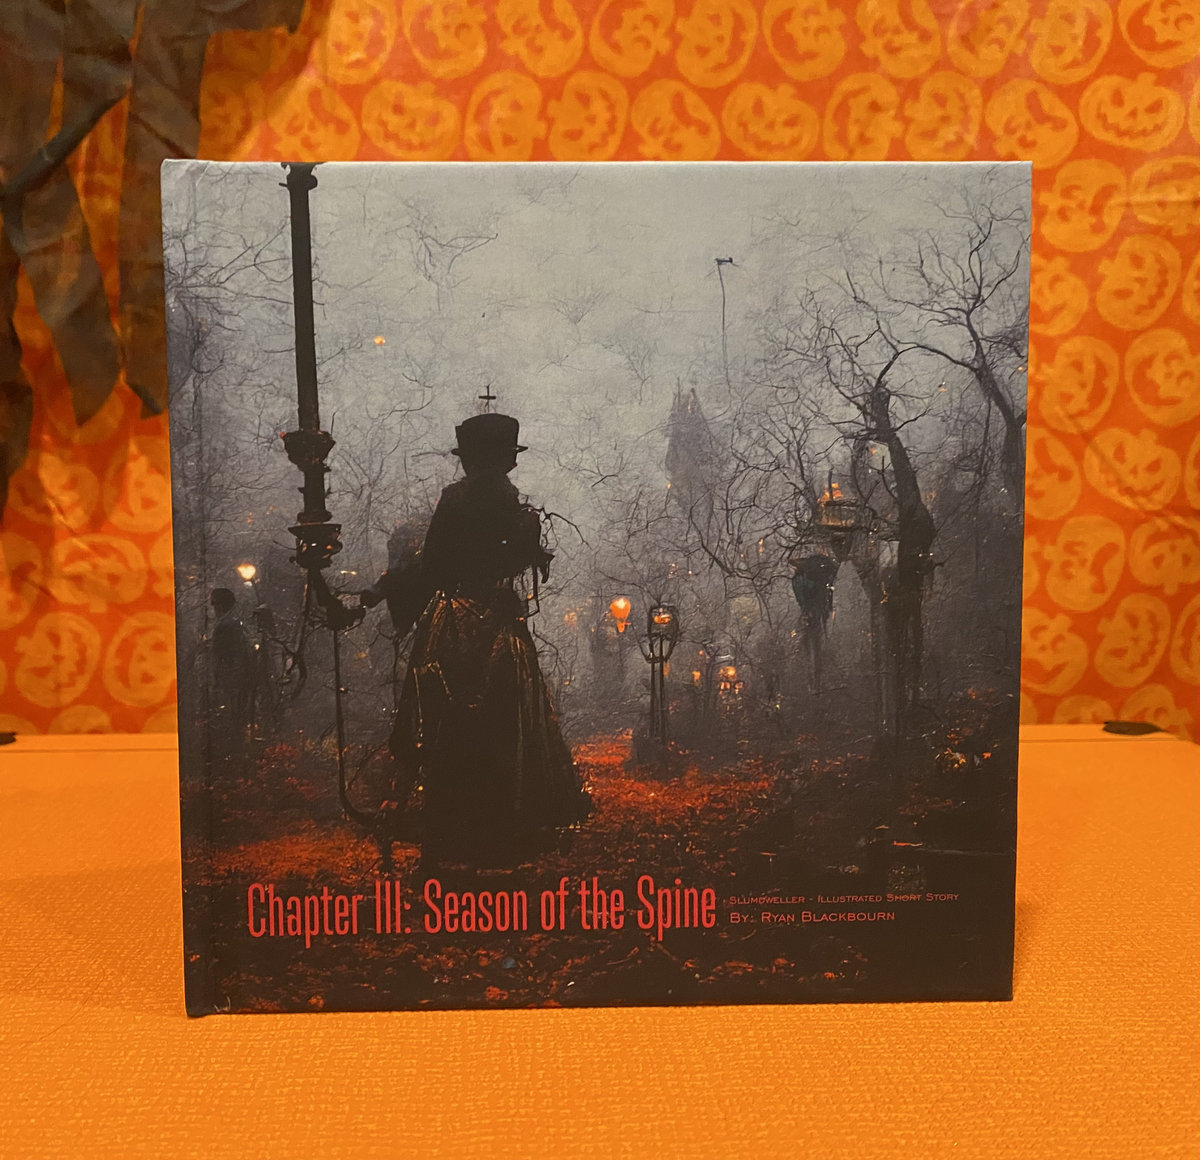 Chapter III: Season of the Spine
Slumdweller - Illustrated Short Story
By: Ryan Blackbourn